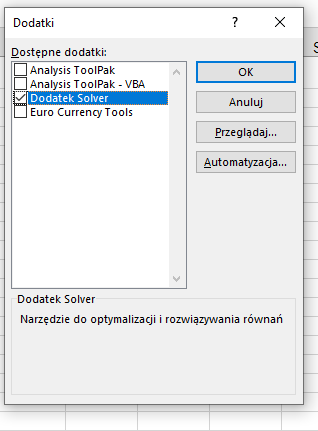 Dodatki
?
Dostępne dodatki:
Analysis ToolPak
Analysis ToolPak - VBA
Dodatek Solver
Euro Currency Tools
OK
Anuluj
Przeglądaj...
Automatyzacja...
Dodatek Solver
Narzędzie do optymalizacji i rozwiązywania równań